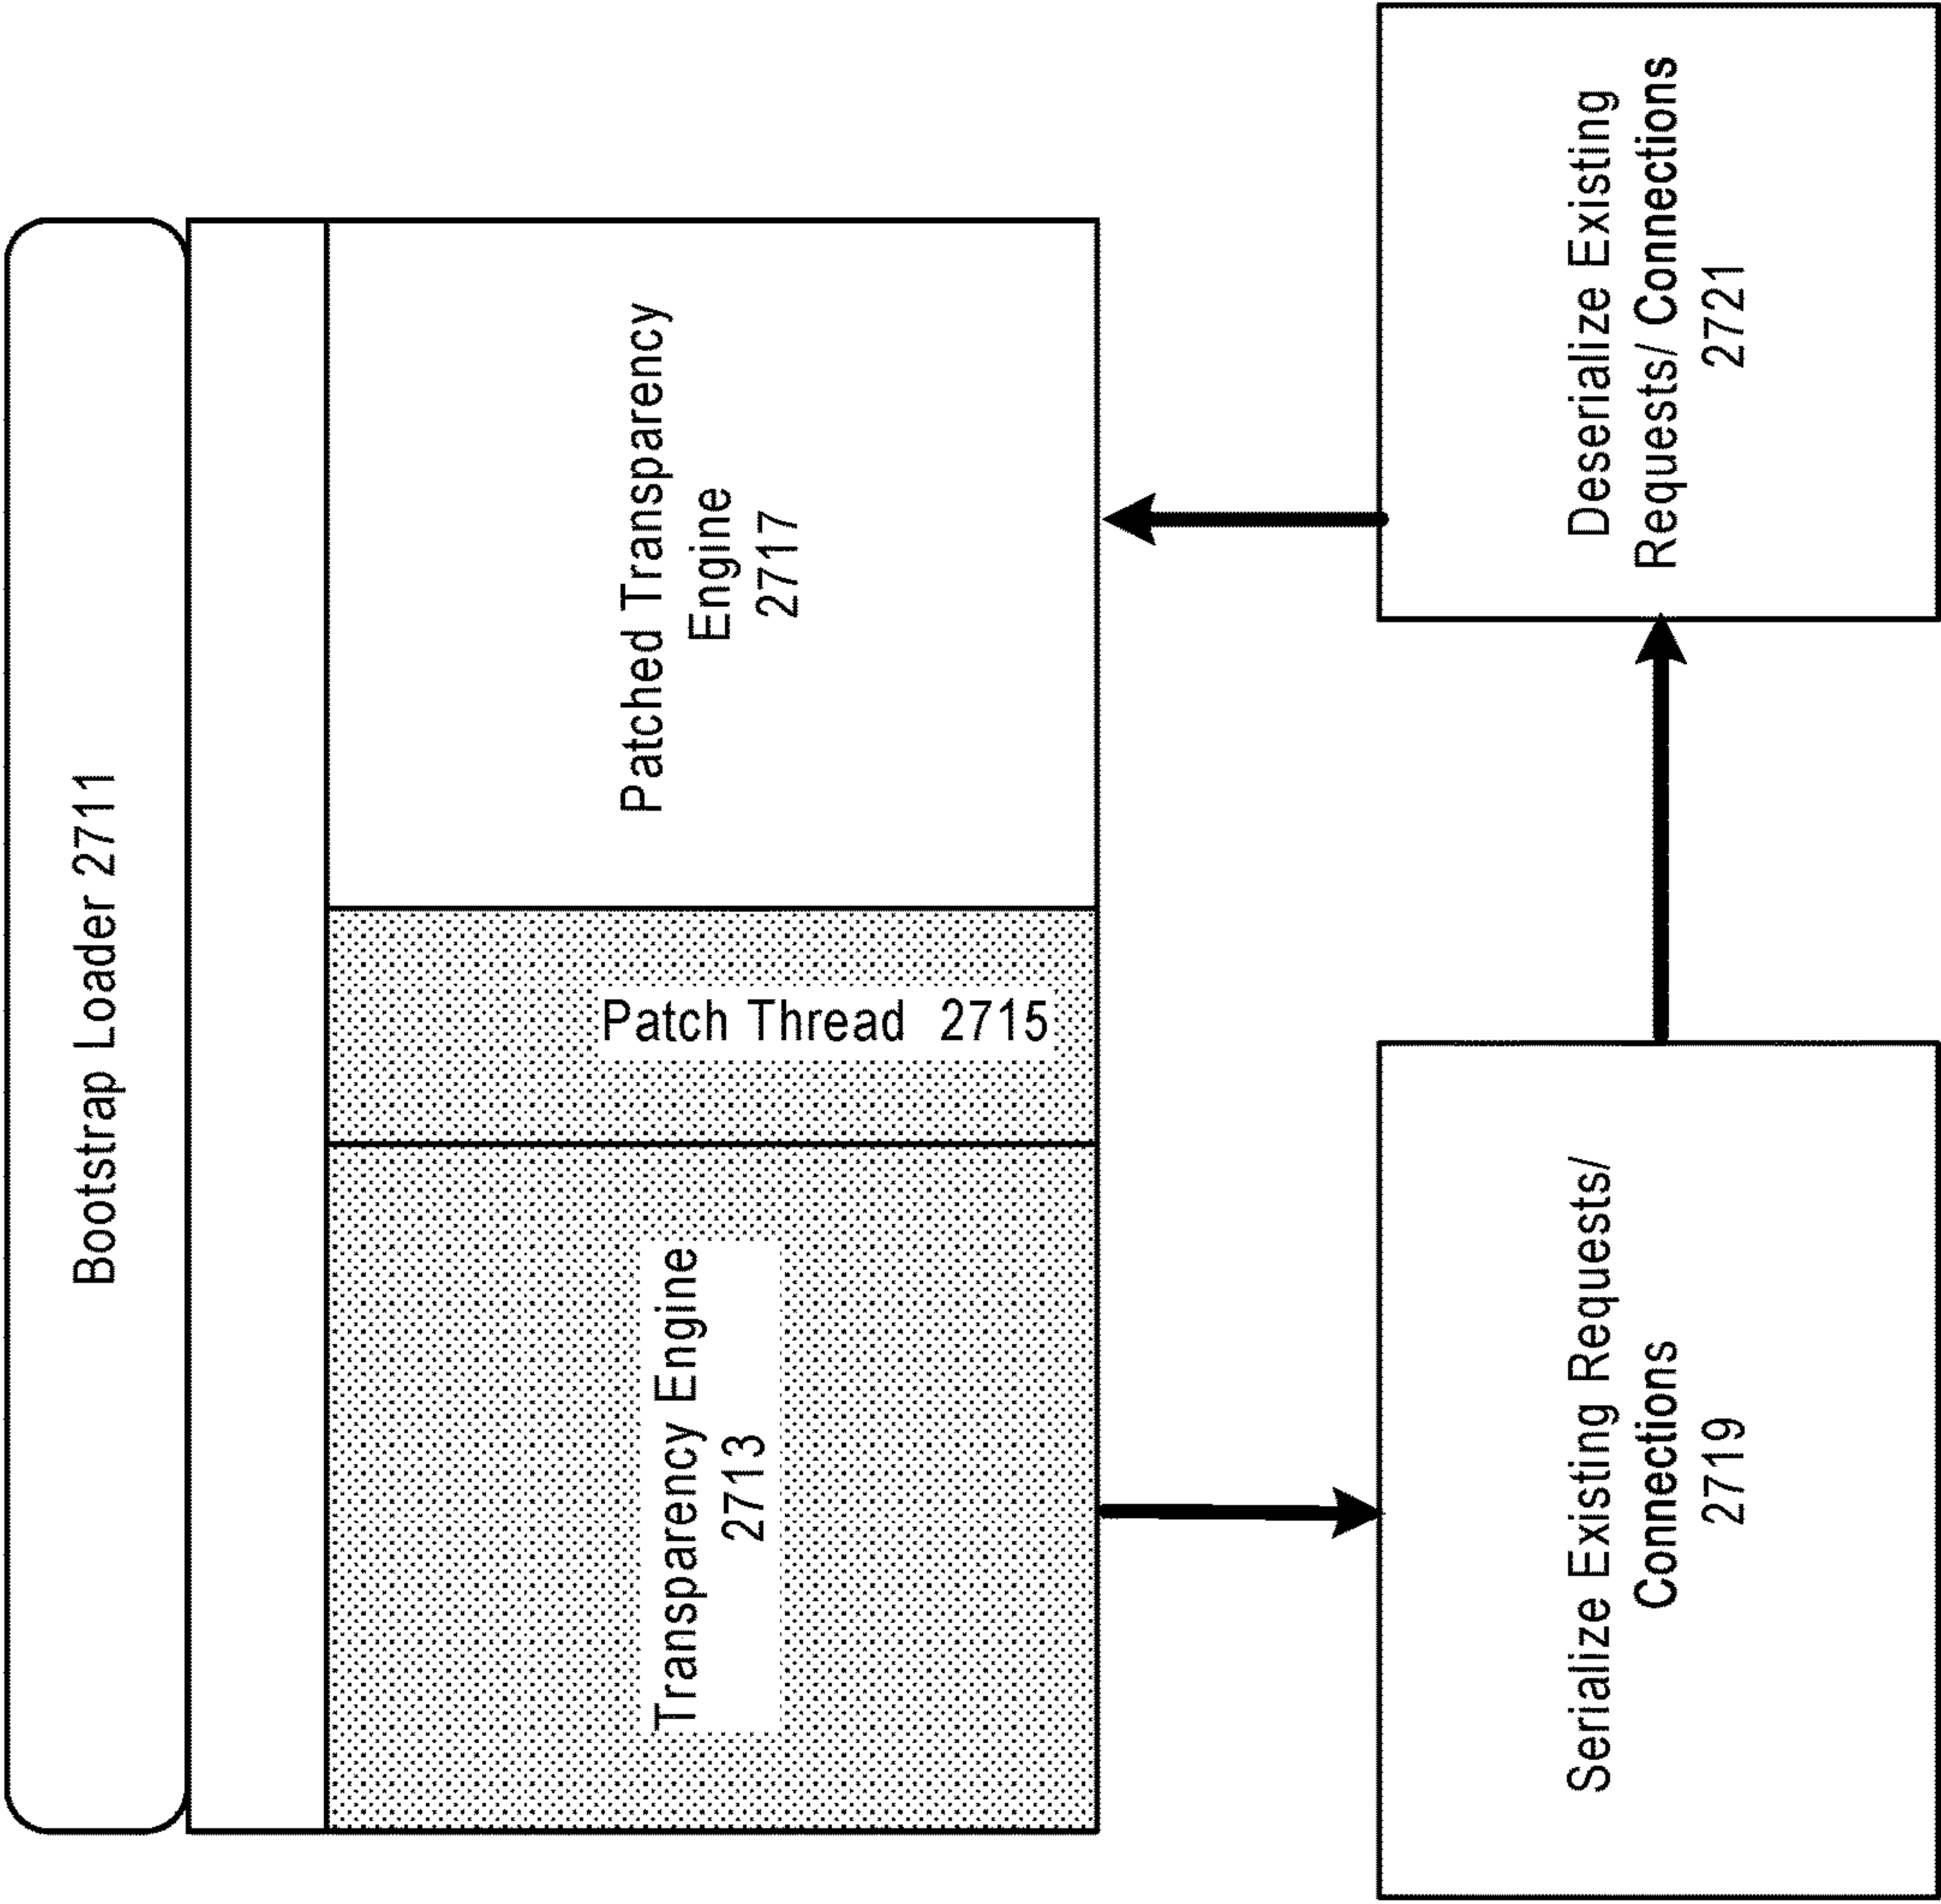 Bootstrap Loader 2711
Transparency Engine
2713
Patch Thread 2715
Patched Transparency
Engine
2717
Serialize Existing Requests/
Connections
2719
Deserialize Existing
Requests/ Connections
2721